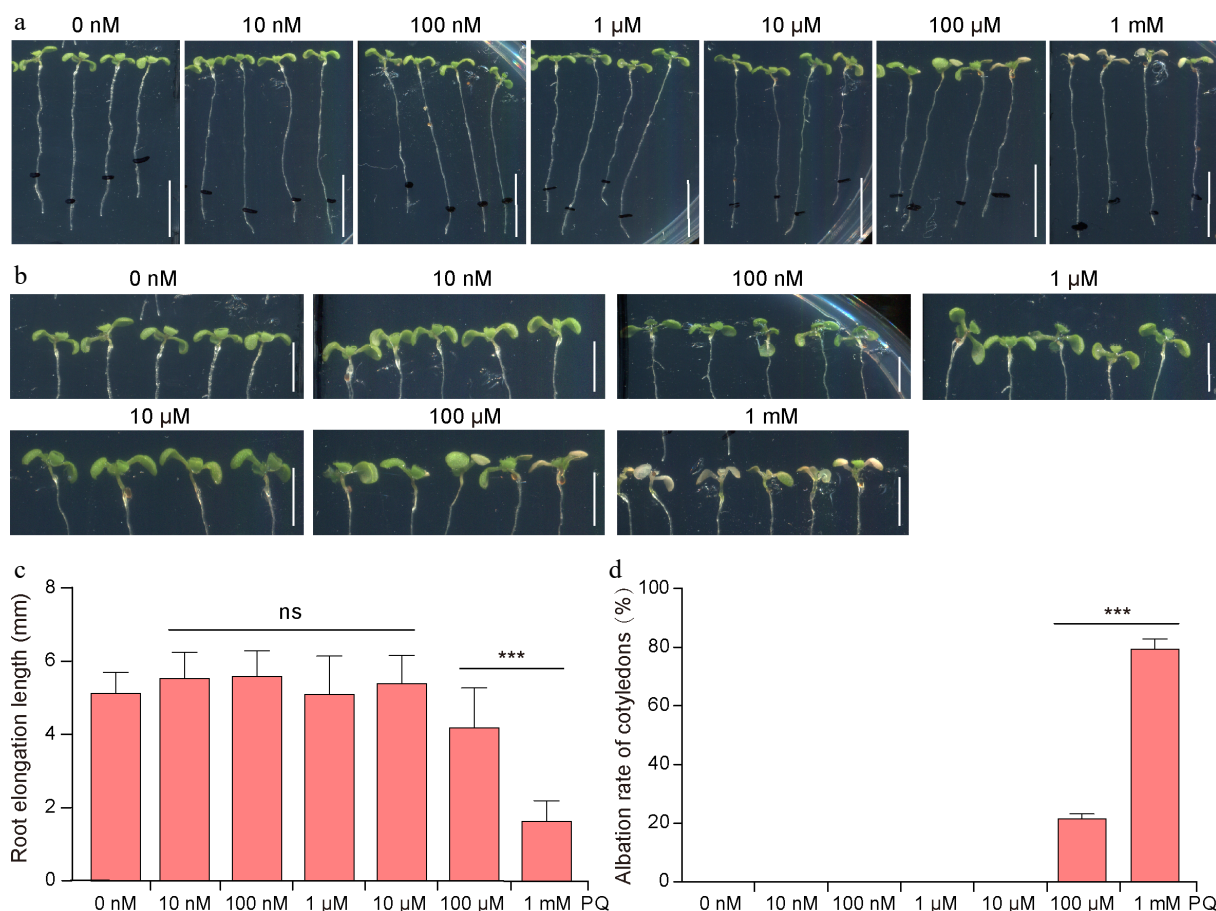 a
0 nM 10 nM 100 nM 1 µM 10 µM 100 µM 1 mM
b
0 nM 10 nM 100 nM 1 µM
10 µM 100 µM 1 mM
c
Root elongation length (mm)
8
6
4
2
0
ns
***
0 nM 10 nM 100 nM 1 µM 10 µM 100 µM 1 mM PQ
d
Albation rate of cotyledons (%)
100
80
60
40
20
0
***
0 nM 10 nM 100 nM 1 µM 10 µM 100 µM 1 mM PQ